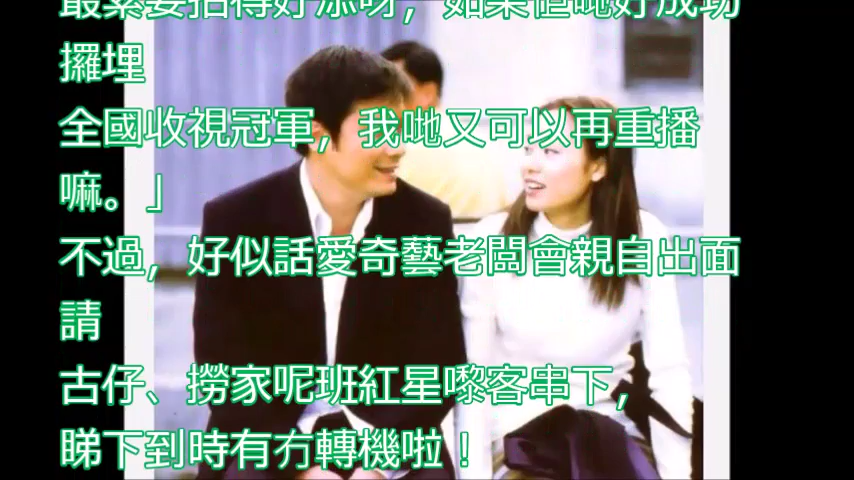 最緊要拍得好添呀，如果佢哋好成功
攞埋
全國收視冠軍，我哋又可以再重播
嘛。」
不過，好似話愛奇藝老闆會親自出面
請
古仔、撈家呢班紅星嚟客串下，
睇下到時有冇轉機啦！